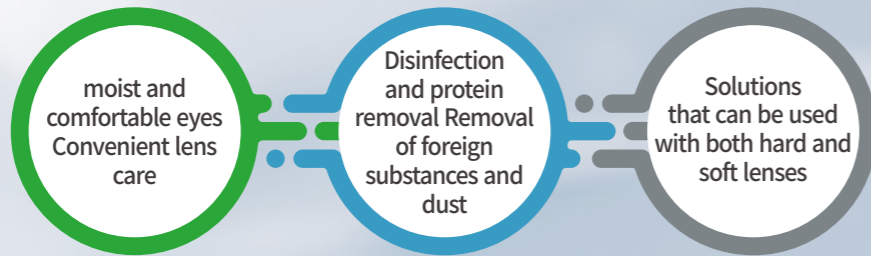 moist and
comfortable eyes
Convenient lens
care
Disinfection
and protein
removal Removal
of foreign
substances and
dust
Solutions
that can be used
with both hard and
soft lenses